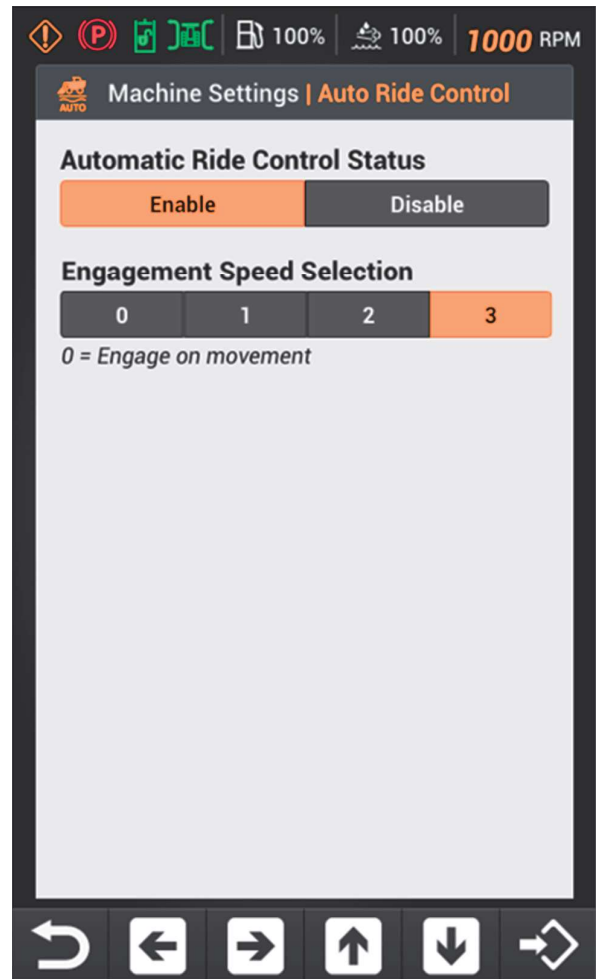 P 100% 100% 1000 RPM
AUTO Machine Settings | Auto Ride Control
Automatic Ride Control Status
Enable Disable
Engagement Speed Selection
0 1 2 3
0 = Engage on movement